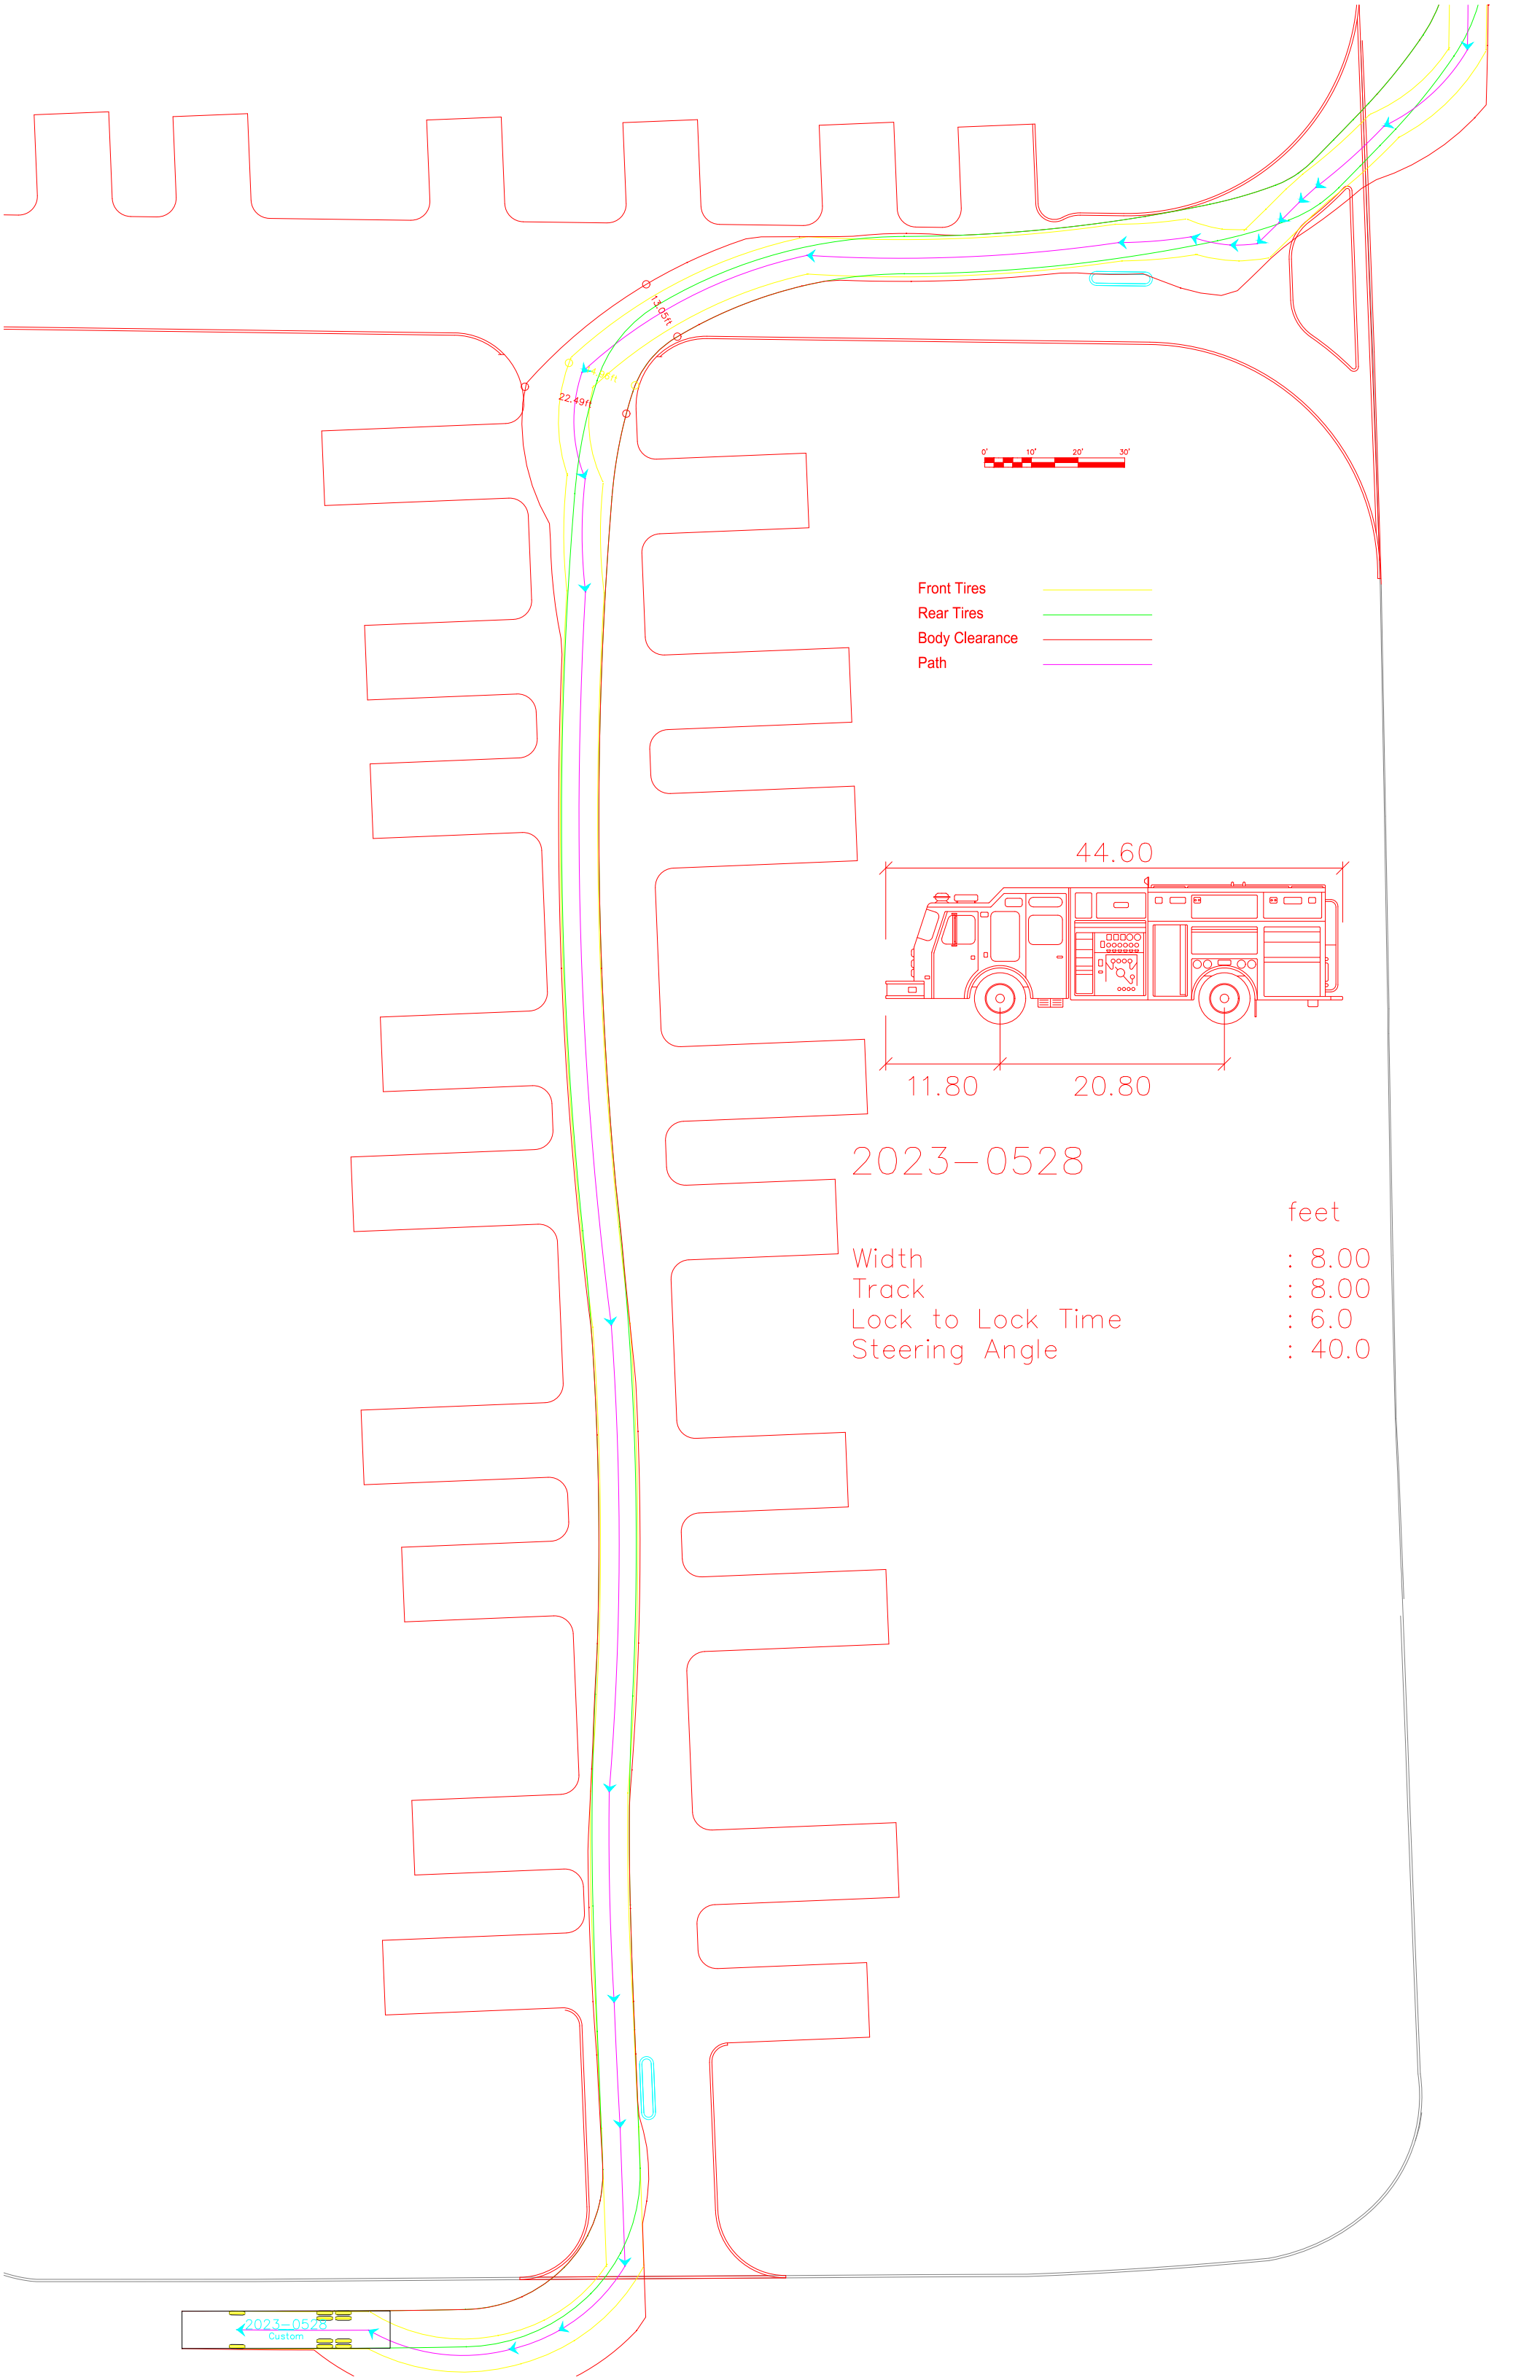 13.05ft
22.49ft
0' 10' 20' 30'
Front Tires
Rear Tires
Body Clearance
Path
44.60
11.80 20.80
2023-0528
feet
Width : 8.00
Track : 8.00
Lock to Lock Time : 6.0
Steering Angle : 40.0
2023-0528
Custom